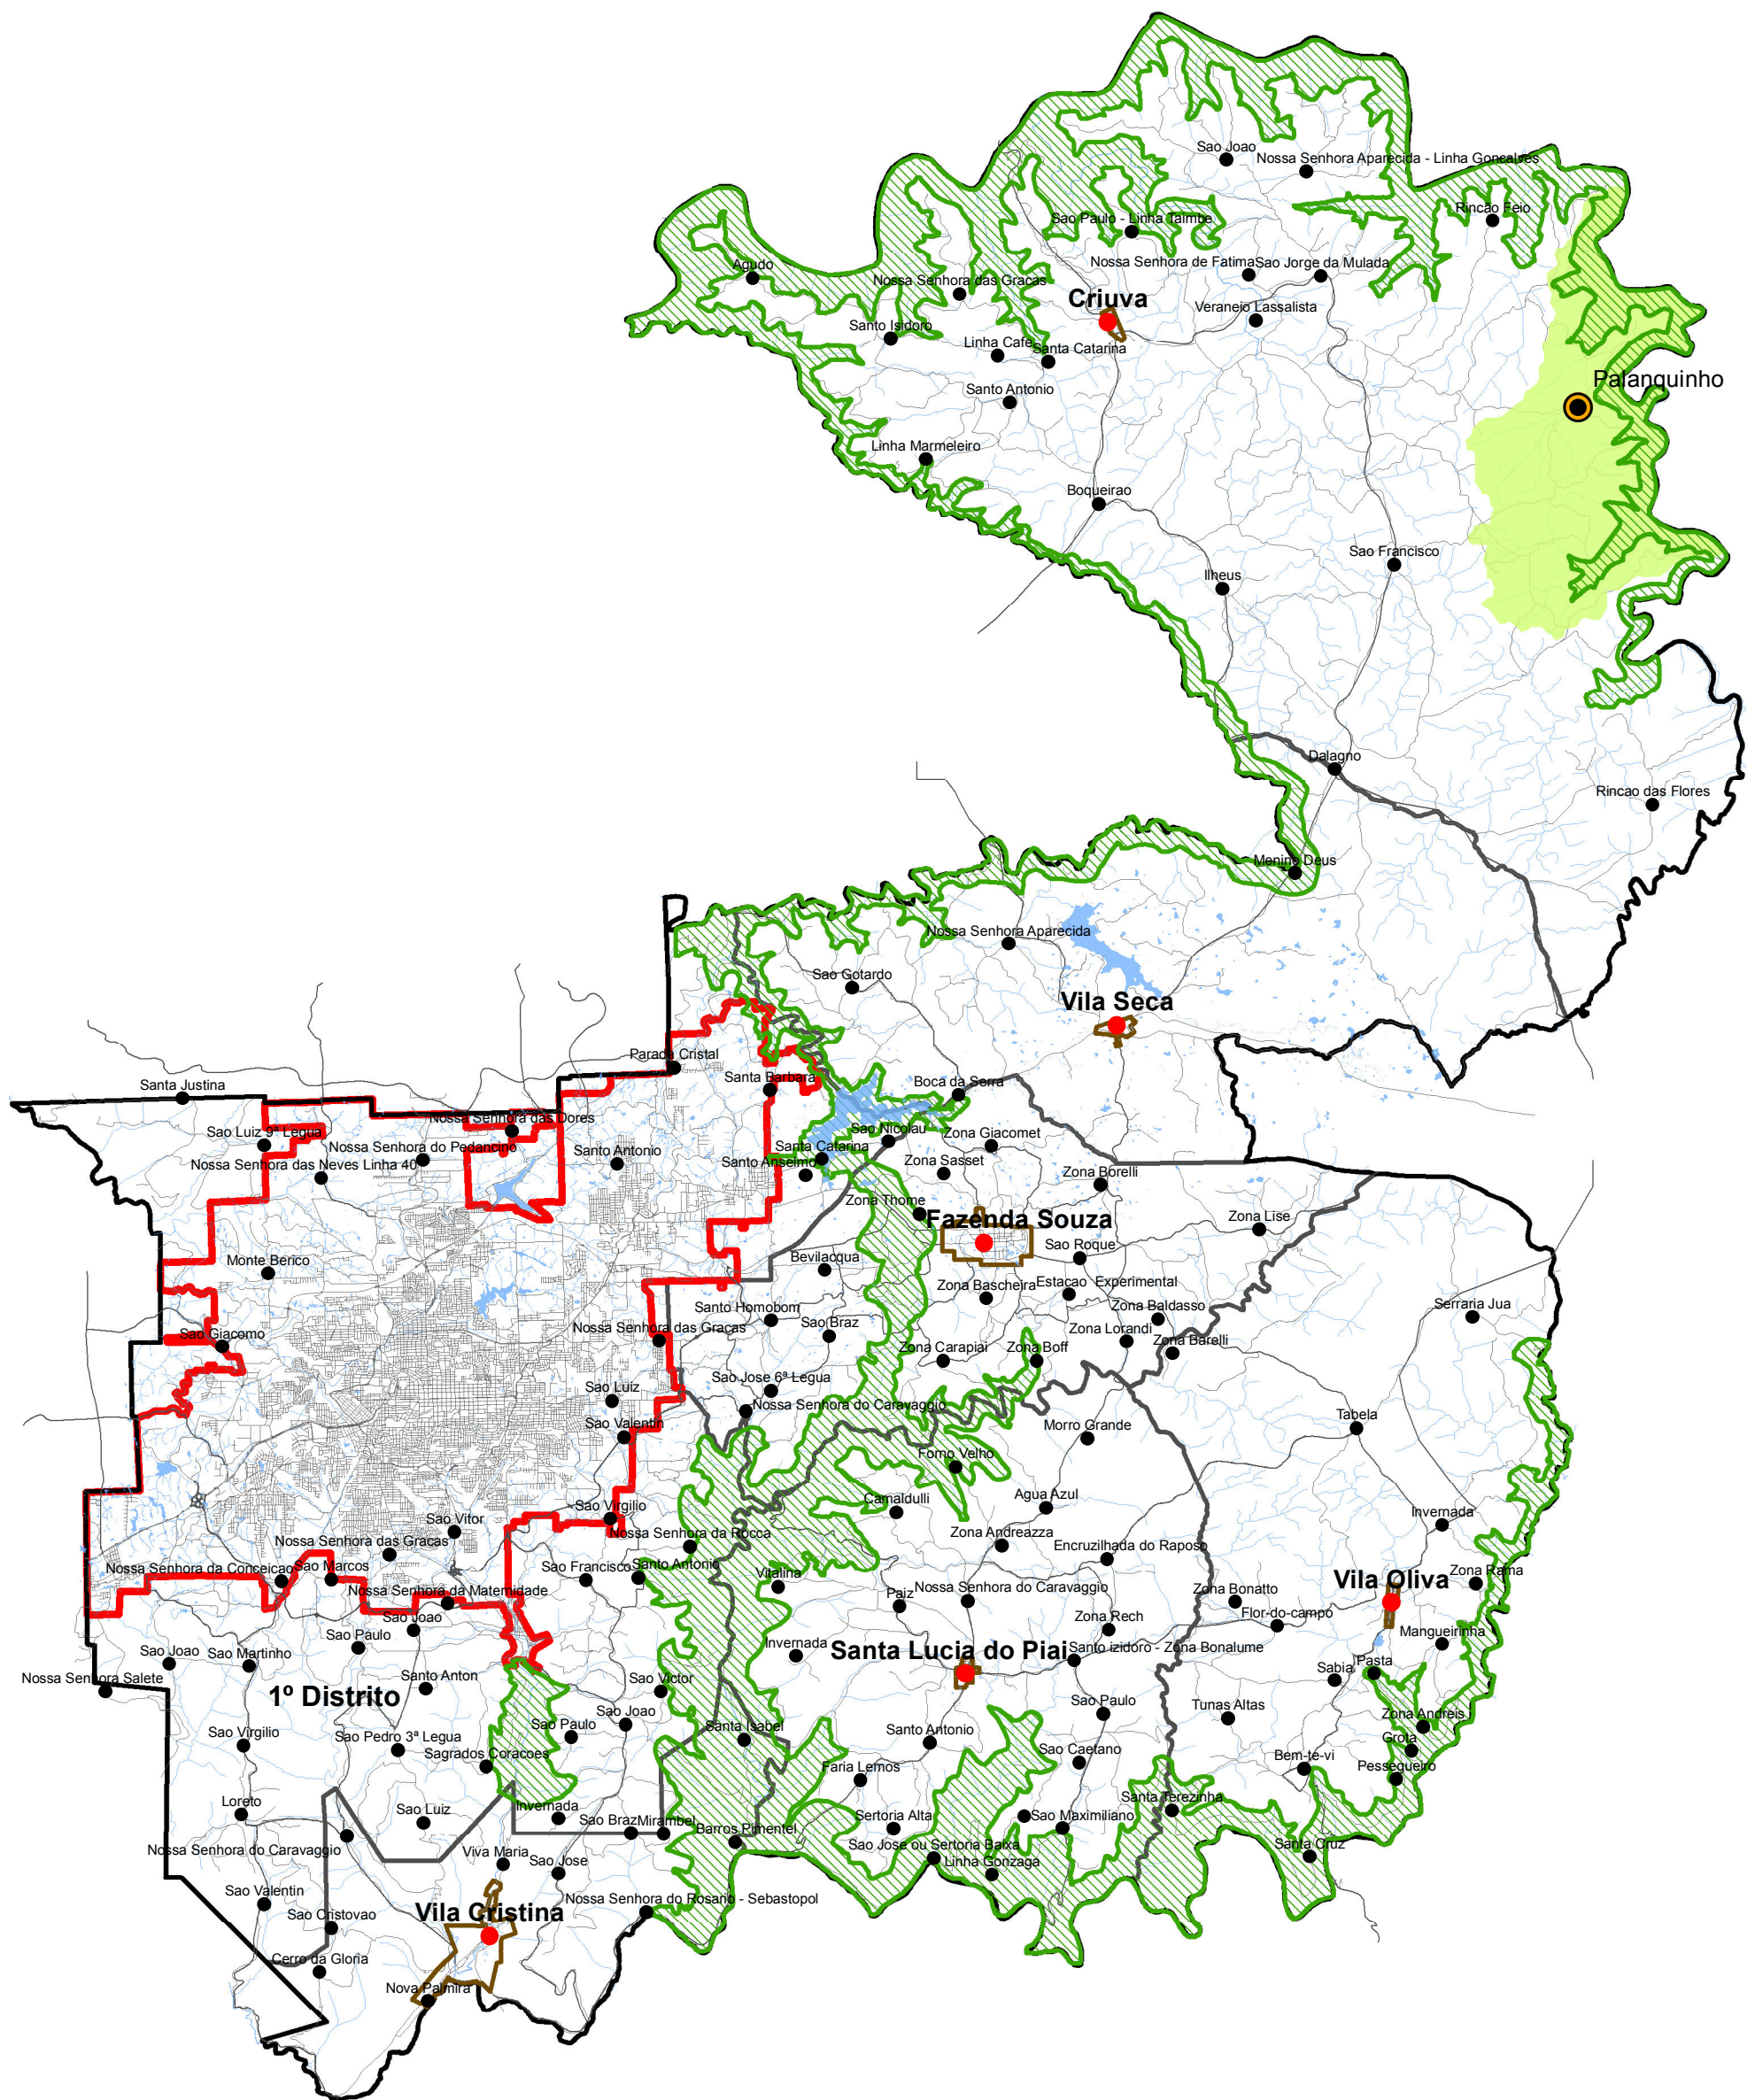 Sao Joao
Nossa Senhora Aparecida - Linha Goncalves
Rincão Feio
Sao Paulo - Linha Taimbe
Agudo
Nossa Senhora das Gracas
Nossa Senhora de Fatima
Sao Jorge da Mulada
Criuva
Veraneio Lassalista
Santo Isidoro
Linha Cafe
Santa Catarina
Palanquinho
Santo Antonio
Linha Marmeleiro
Boqueirao
Sao Francisco
Ilheus
Dalagno
Rincao das Flores
Menino Deus
Nossa Senhora Aparecida
Sao Gotardo
Vila Seca
Parada Cristal
Santa Justina
Santa Barbara
Boca da Serra
Nossa Senhora das Dores
Sao Luiz 9ª Legua
Nossa Senhora do Pedancino
Sao Nicolau
Zona Giacomet
Nossa Senhora das Neves Linha 40
Santo Antonio
Santa Catarina
Santo Anselmo
Zona Sasset
Zona Borelli
Zona Thome
Fazenda Souza
Zona Lise
Monte Berico
Bevilacqua
Sao Roque
Zona Bascheira
Estacao Experimental
Santo Homobom
Zona Baldasso
Serraria Jua
Sao Giacomo
Nossa Senhora das Graças
Sao Braz
Zona Lorandi
Zona Barelli
Zona Carapiai
Zona Boff
Sao Luiz
Sao Jose 6ª Legua
Nossa Senhora do Caravaggio
Sao Valentin
Morro Grande
Tabela
Forno Velho
Camaldulli
Agua Azul
Sao Virgilio
Invernada
Sao Vitor
Nossa Senhora da Rocca
Zona Andreazza
Nossa Senhora das Graças
Encruzilhada do Raposo
Nossa Senhora da Conceicao
Sao Marcos
Sao Francisco
Santo Antonio
Vitalina
Vila Oliva
Zona Rama
Nossa Senhora da Maternidade
Paiz
Nossa Senhora do Caravaggio
Zona Bonatto
Sao Joao
Zona Rech
Flor-do-campo
Sao Paulo
Mangueirinha
Sao Joao
Sao Martinho
Invernada
Santa Lucia do Piai
Santo izidoro - Zona Bonalume
Nossa Senhora Salete
Santo Anton
Sao Victor
Sabia
Pasta
1º Distrito
Sao Paulo
Tunas Altas
Sao Virgilio
Sao Pedro 3ª Legua
Sao Paulo
Sao Joao
Santa Isabel
Santo Antonio
Zona Andreis
Grota
Sagrados Coracoes
Sao Caetano
Bem-te-vi
Faria Lemos
Pessegueiro
Loreto
Sao Luiz
Invernada
Sao Braz
Mirambel
Sertoria Alta
Sao Maximiliano
Santa Terezinha
Barros Pimentel
Nossa Senhora do Caravaggio
Sao Jose ou Sertoria Baixa
Santa Cruz
Viva Maria
Sao Jose
Linha Gonzaga
Sao Valentin
Nossa Senhora do Rosario - Sebastopol
Sao Cristovao
Vila Cristina
Cerro da Gloria
Nova Palmira